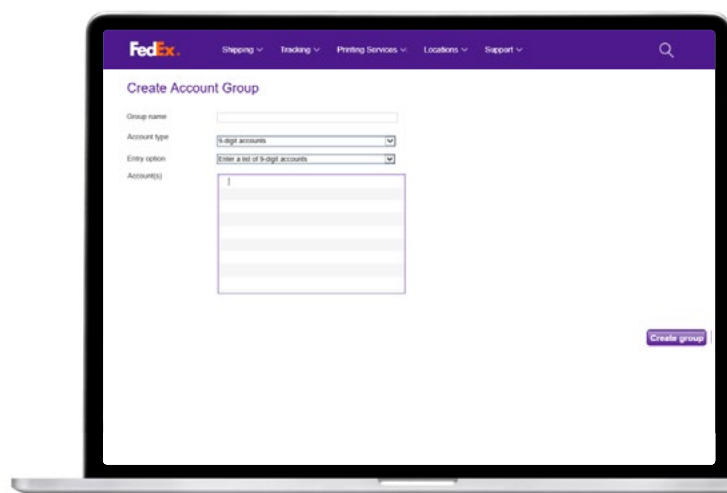 FedEx. Shipping Tracking Printing Services Locations Support
Create Account Group
Group name
Account type 9-digit accounts
Entry option Enter a list of 9-digit accounts
Account(s)
Create group